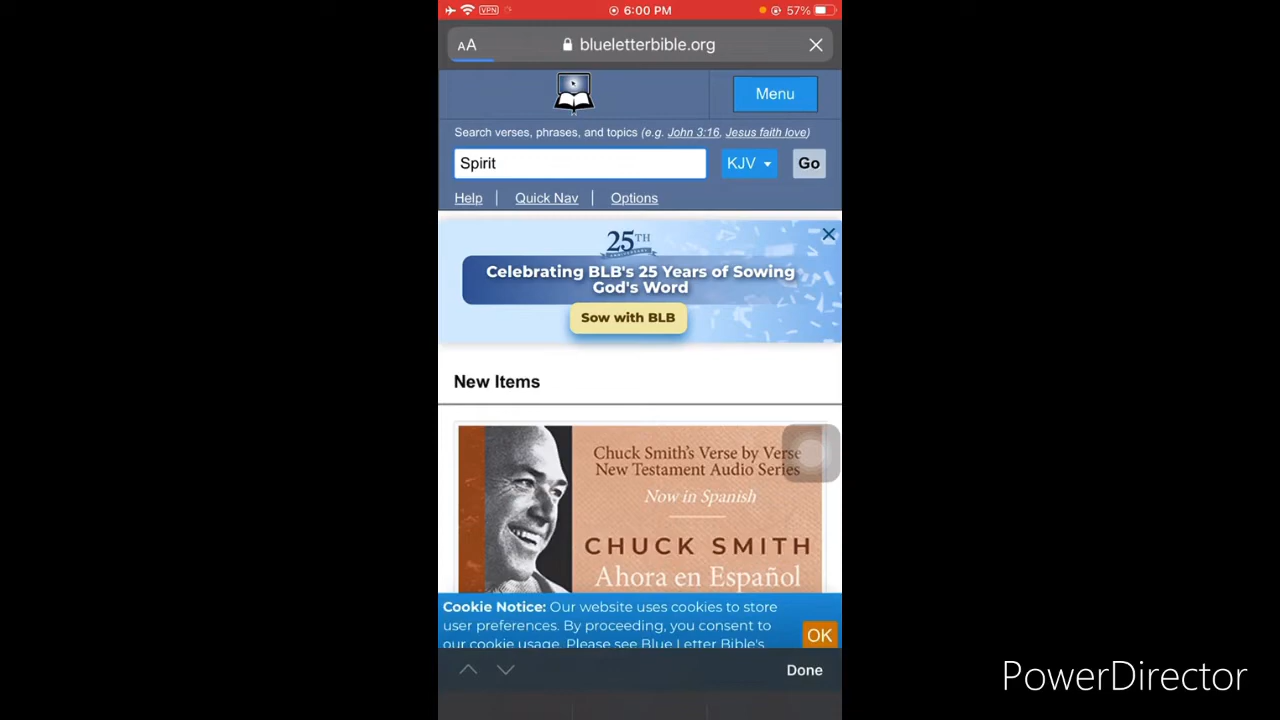 VPN 6:00 PM 57%
AA blueletterbible.org
Menu
Search verses, phrases, and topics (e.g. John 3:16, Jesus faith love)
Spirit KJV Go
Help Quick Nav Options
25TH
Celebrating BLB's 25 Years of Sowing
God's Word
Sow with BLB
New Items
Chuck Smith's Verse by Verse
New Testament Audio Series
Now in Spanish
CHUCK SMITH
Ahora en Español
Cookie Notice: Our website uses cookies to store
user preferences. By proceeding, you consent to
our cookie usage. Please see Blue Letter Bible's
OK
Done
PowerDirector